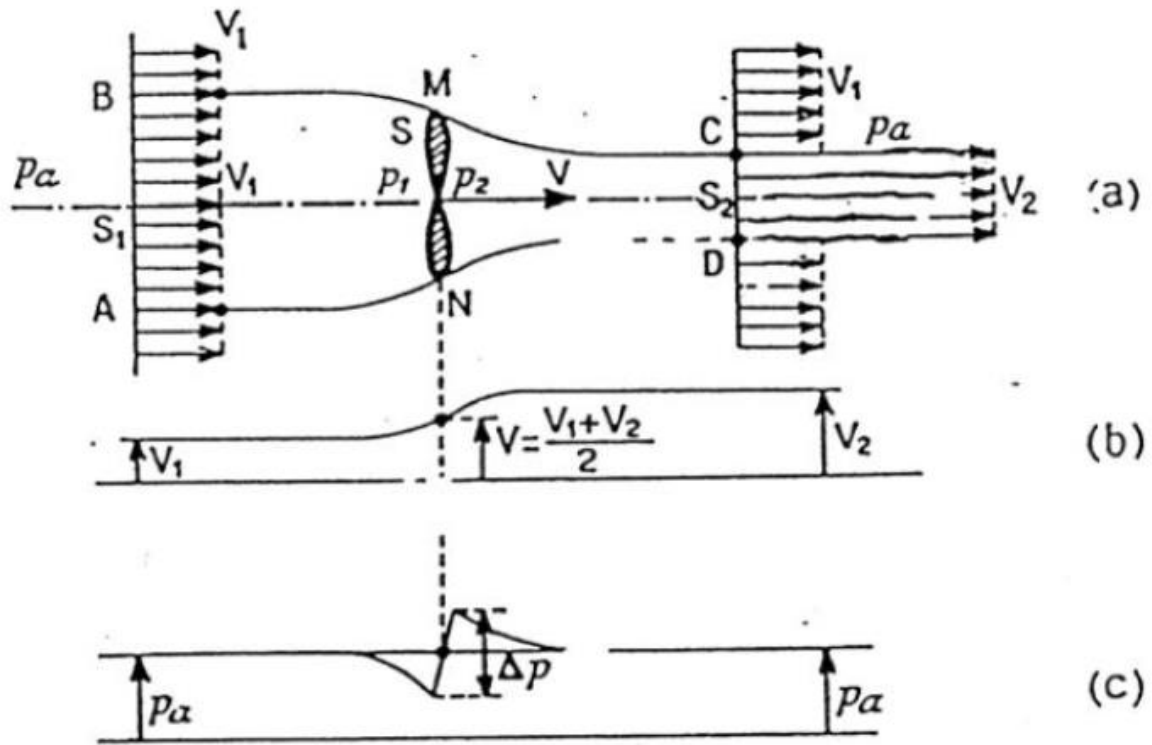 V₁
B M
S C V₁ pa
pa V₁ p₁ p₂ V S₂ V₂ (a)
S₁
D
A N
V₁ V=(V₁+V₂)/2 V₂ (b)
Δp
pa pa (c)